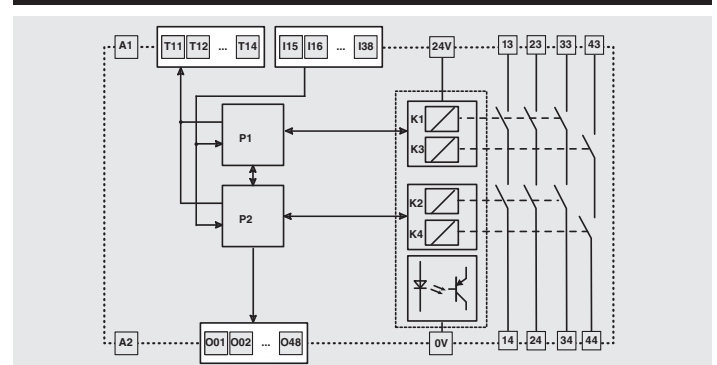 A1 T11 T12 ... T14 I15 I16 ... I38 24V 13 23 33 43
K1
P1
K3
K2
P2
K4
A2 O01 O02 ... O48 0V 14 24 34 44